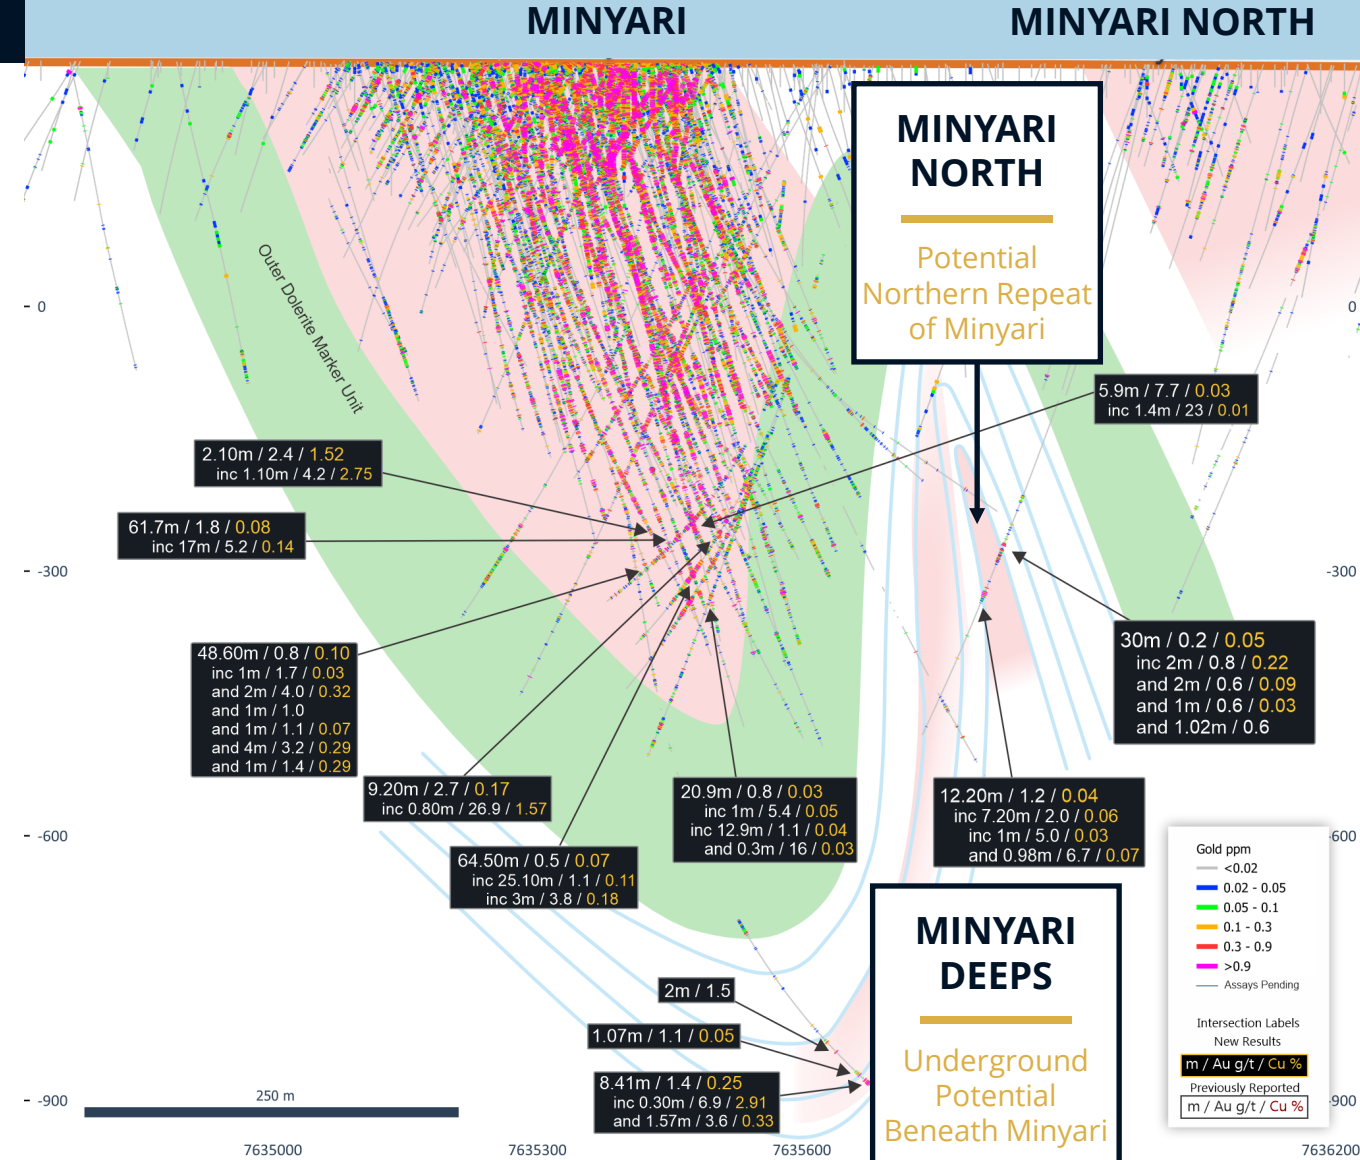 MINYARI
MINYARI NORTH
MINYARI
NORTH
Potential
Northern Repeat
of Minyari
Outer Dolerite Marker Unit
0
0
5.9m / 7.7 / 0.03
inc 1.4m / 23 / 0.01
2.10m / 2.4 / 1.52
inc 1.10m / 4.2 / 2.75
61.7m / 1.8 / 0.08
inc 17m / 5.2 / 0.14
-300
-300
48.60m / 0.8 / 0.10
inc 1m / 1.7 / 0.03
and 2m / 4.0 / 0.32
and 1m / 1.0
and 1m / 1.1 / 0.07
and 4m / 3.2 / 0.29
and 1m / 1.4 / 0.29
30m / 0.2 / 0.05
inc 2m / 0.8 / 0.22
and 2m / 0.6 / 0.09
and 1m / 0.6 / 0.03
and 1.02m / 0.6
9.20m / 2.7 / 0.17
inc 0.80m / 26.9 / 1.57
20.9m / 0.8 / 0.03
inc 1m / 5.4 / 0.05
inc 12.9m / 1.1 / 0.04
and 0.3m / 16 / 0.03
12.20m / 1.2 / 0.04
inc 7.20m / 2.0 / 0.06
inc 1m / 5.0 / 0.03
and 0.98m / 6.7 / 0.07
-600
-600
64.50m / 0.5 / 0.07
inc 25.10m / 1.1 / 0.11
inc 3m / 3.8 / 0.18
MINYARI
DEEPS
Underground
Potential
Beneath Minyari
2m / 1.5
1.07m / 1.1 / 0.05
8.41m / 1.4 / 0.25
inc 0.30m / 6.9 / 2.91
and 1.57m / 3.6 / 0.33
Gold ppm
<0.02
0.02 - 0.05
0.05 - 0.1
0.1 - 0.3
0.3 - 0.9
>0.9
Assays Pending
Intersection Labels
New Results
m / Au g/t / Cu %
Previously Reported
m / Au g/t / Cu %
-900
-900
250 m
7635000
7635300
7635600
7636200